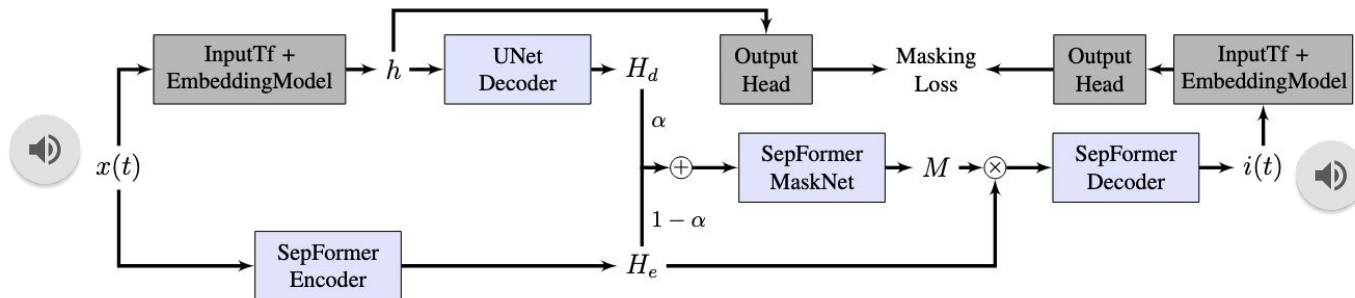 InputTf +
EmbeddingModel
h
UNet
Decoder
H_d
Output
Head
Masking
Loss
Output
Head
InputTf +
EmbeddingModel
x(t)
α
+
SepFormer
MaskNet
M
×
SepFormer
Decoder
i(t)
1 − α
SepFormer
Encoder
H_e